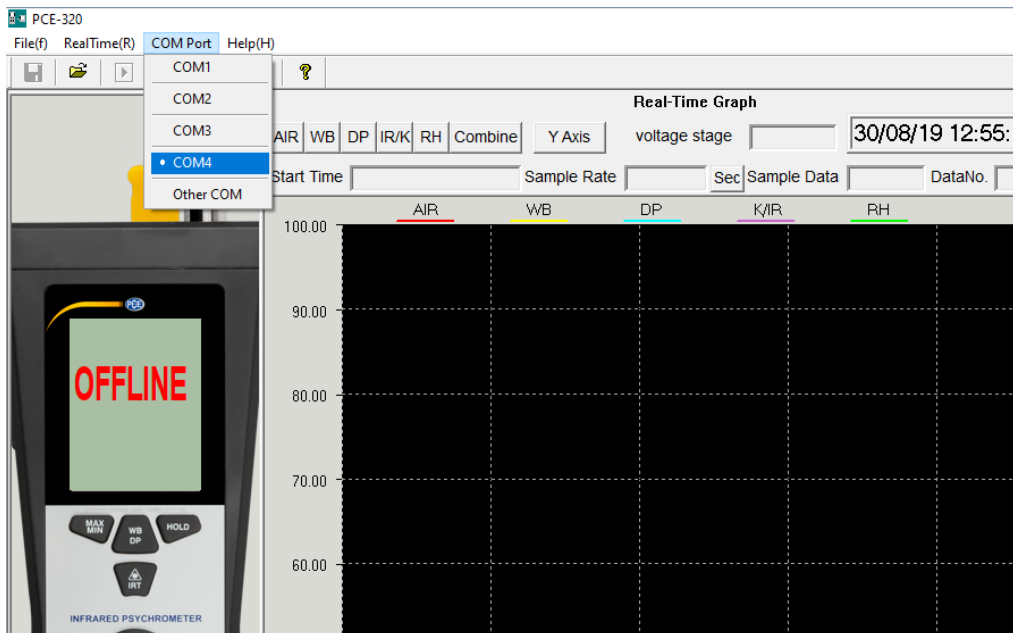 PCE-320
File(f) RealTime(R) COM Port Help(H)
COM1
COM2
COM3
COM4
Other COM
Real-Time Graph
AIR WB DP IR/K RH Combine Y Axis voltage stage 30/08/19 12:55:
Start Time Sample Rate Sec Sample Data DataNo.
AIR WB DP K/IR RH
100.00
90.00
80.00
70.00
60.00
PCE
OFFLINE
MAX MIN
WB DP
HOLD
IRT
INFRARED PSYCHROMETER